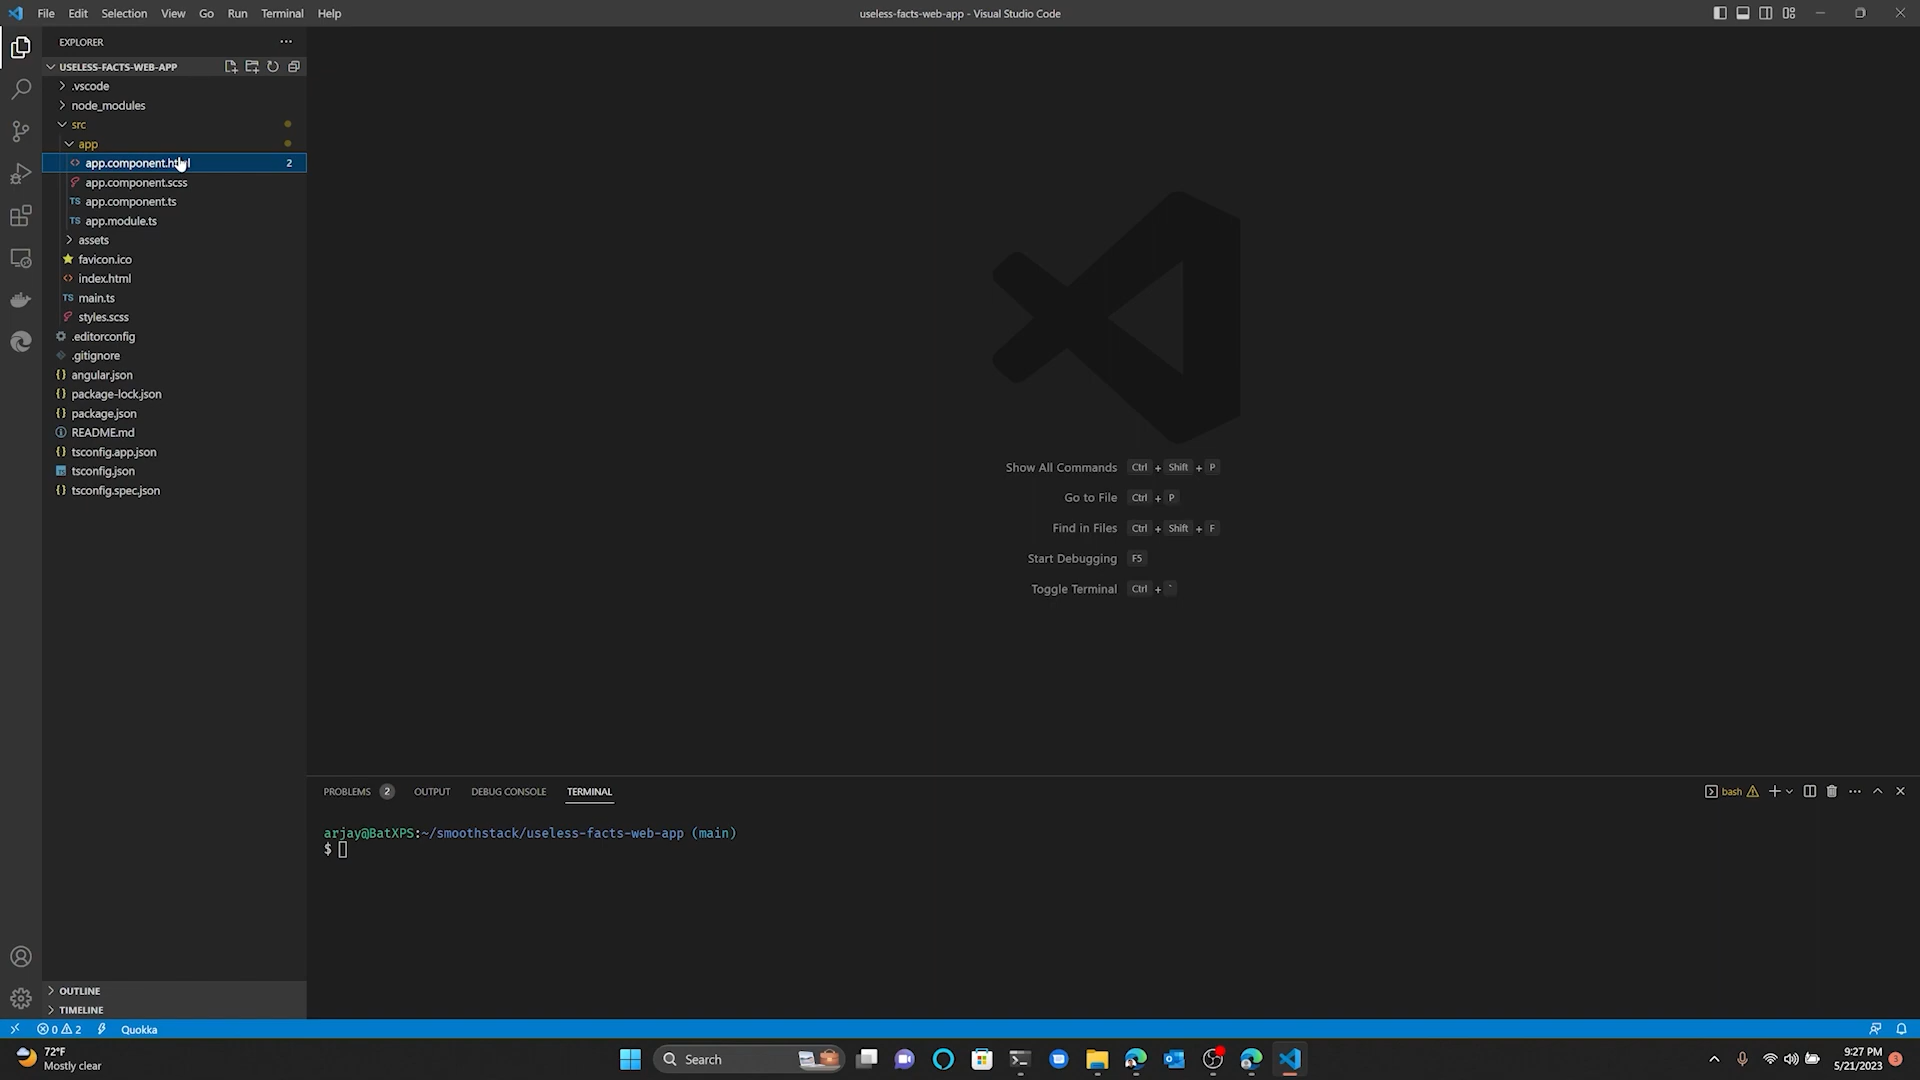 File Edit Selection View Go Run Terminal Help
useless-facts-web-app - Visual Studio Code
EXPLORER
USELESS-FACTS-WEB-APP
.vscode
node_modules
src
app
app.component.html 2
app.component.scss
TS app.component.ts
TS app.module.ts
assets
favicon.ico
index.html
TS main.ts
styles.scss
.editorconfig
.gitignore
{} angular.json
{} package-lock.json
{} package.json
README.md
{} tsconfig.app.json
tsconfig.json
{} tsconfig.spec.json
Show All Commands Ctrl + Shift + P
Go to File Ctrl + P
Find in Files Ctrl + Shift + F
Start Debugging F5
Toggle Terminal Ctrl + `
PROBLEMS 2 OUTPUT DEBUG CONSOLE TERMINAL
bash
arjay@BatXPS:~/smoothstack/useless-facts-web-app (main)
$
OUTLINE
TIMELINE
0 2 Quokka
72°F
Mostly clear
Search
9:27 PM
5/21/2023
3